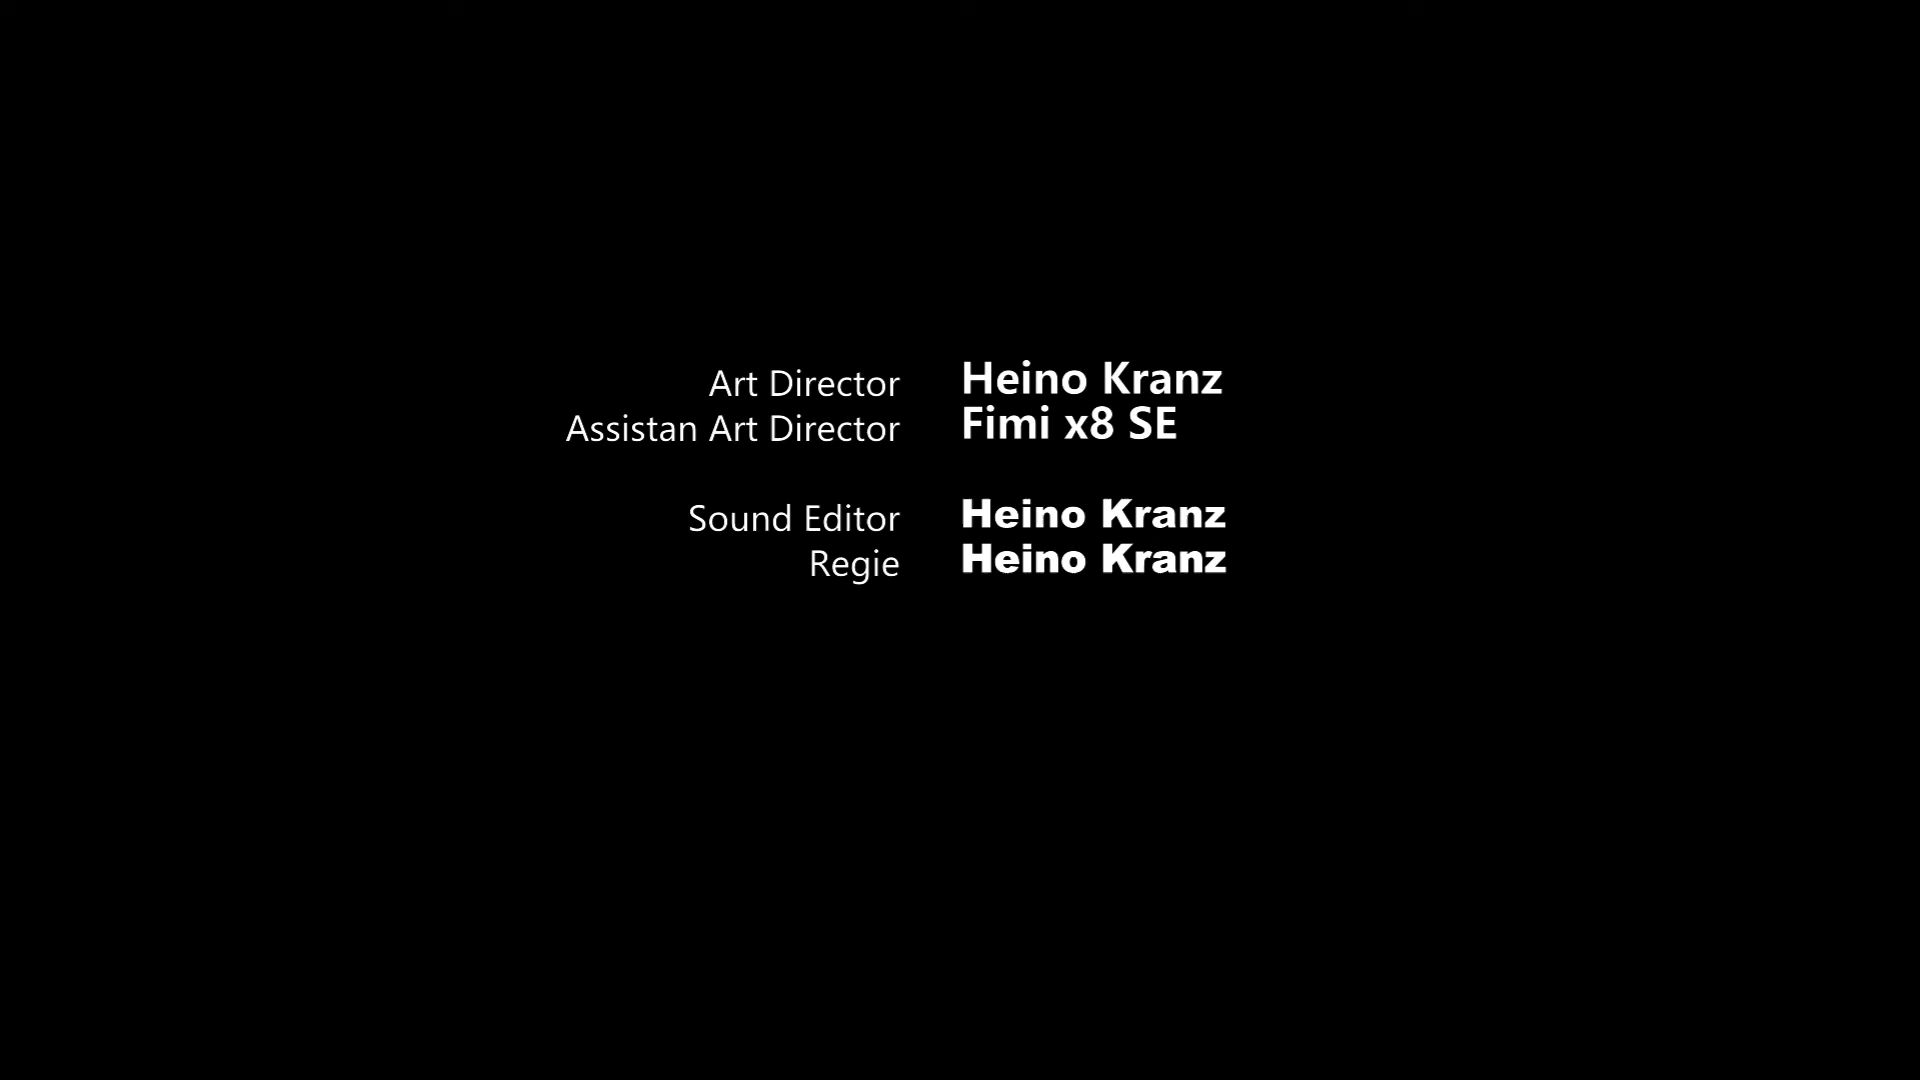 Art Director Heino Kranz
Assistan Art Director Fimi x8 SE
Sound Editor Heino Kranz
Regie Heino Kranz